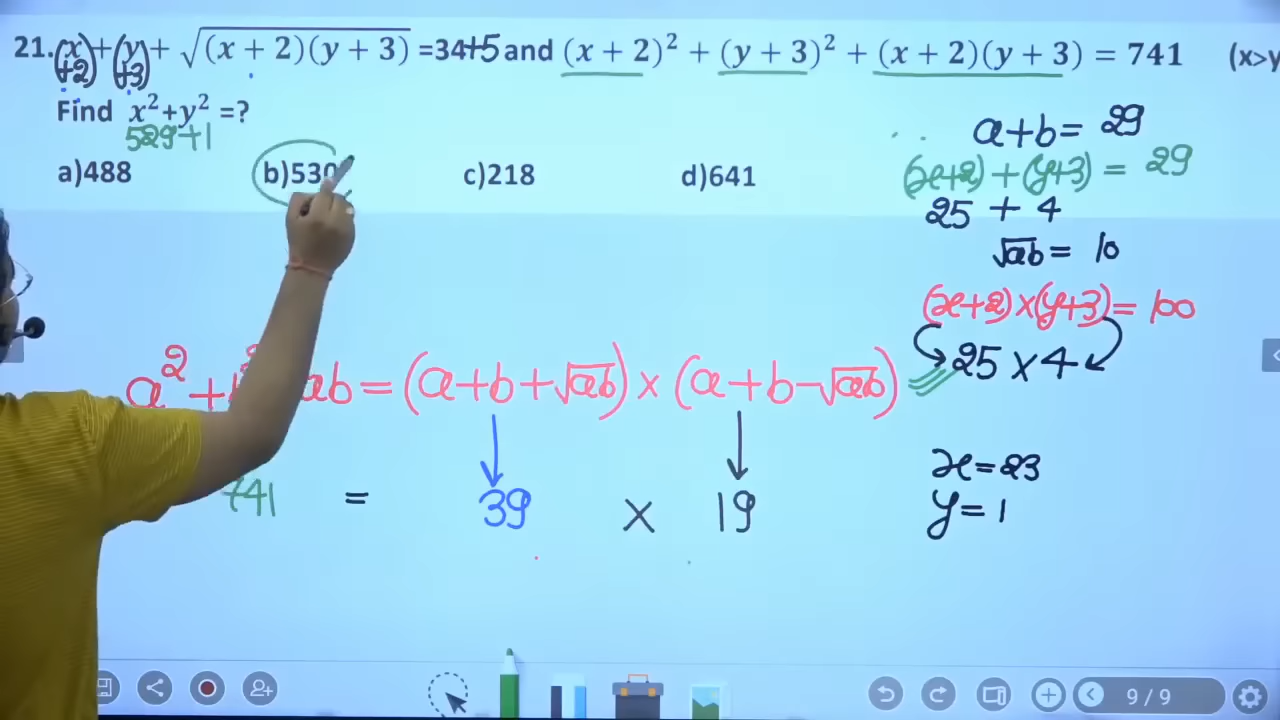 21. (x+2) + (y+3) + √(x + 2)(y + 3) =34+5 and (x + 2)² + (y + 3)² + (x + 2)(y + 3) = 741 (x>y
Find x²+y² =?
529+1
a)488 b)530 c)218 d)641
a+b= 29
(x+2) + (y+3) = 29
25 + 4
√ab = 10
(x+2)×(y+3)= 100
25 × 4
a² + ab = (a+b+√ab) × (a+b-√ab)
741 = 39 × 19
x=23
y=1
9 / 9